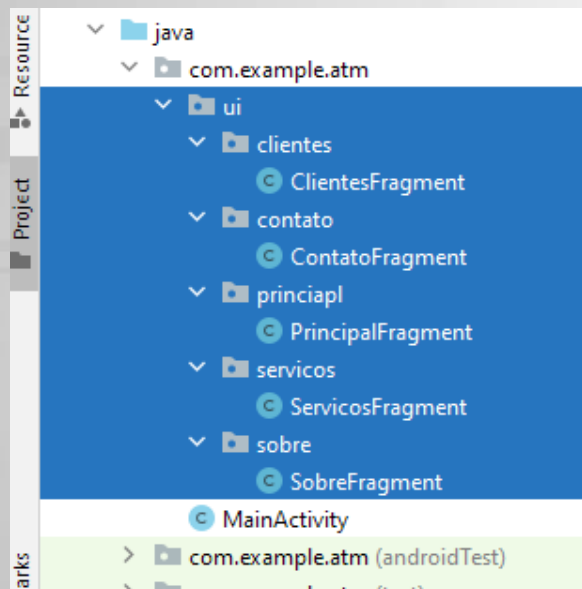 Resource
Project
arks
java
com.example.atm
ui
clientes
ClientesFragment
contato
ContatoFragment
princiapl
PrincipalFragment
servicos
ServicosFragment
sobre
SobreFragment
MainActivity
com.example.atm (androidTest)